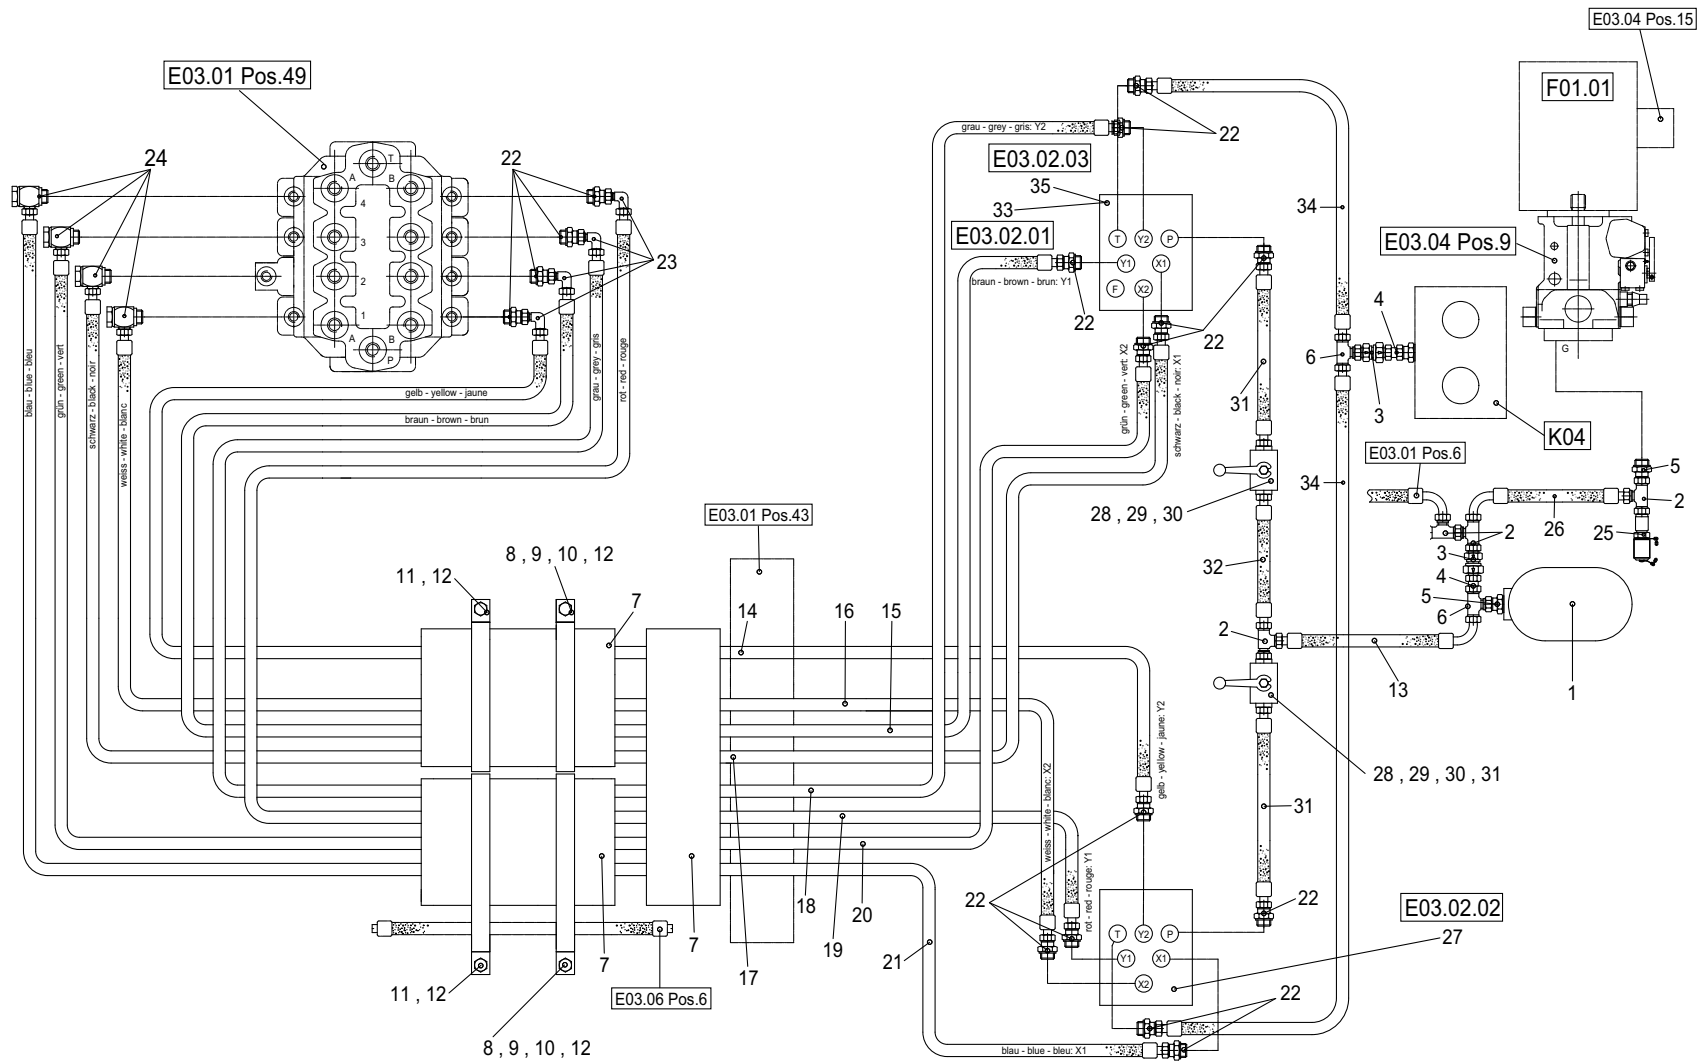 E03.04 Pos.15
E03.01 Pos.49
F01.01
24
22
T
A
B
4
3
2
1
A
B
P
23
22
grau - grey - gris: Y2
E03.02.03
35
33
E03.02.01
T
Y2
P
Y1
X1
F
X2
braun - brown - brun: Y1
22
22
34
E03.04 Pos.9
G
4
6
3
K04
31
grün - green - vert: X2
schwarz - black - noir: X1
blau - blue - bleu
grün - green - vert
schwarz - black - noir
weiss - white - blanc
gelb - yellow - jaune
braun - brown - brun
grau - grey - gris
rot - red - rouge
E03.01 Pos.6
34
5
2
26
25
2
3
4
5
6
1
28 , 29 , 30
32
2
13
E03.01 Pos.43
8 , 9 , 10 , 12
11 , 12
7
14
16
15
28 , 29 , 30 , 31
31
gelb - yellow - jaune: Y2
weiss - white - blanc: X2
rot - red - rouge: Y1
22
22
18
20
19
17
7
7
21
E03.02.02
T
Y2
P
Y1
X1
X2
27
11 , 12
E03.06 Pos.6
8 , 9 , 10 , 12
22
blau - blue - bleu: X1